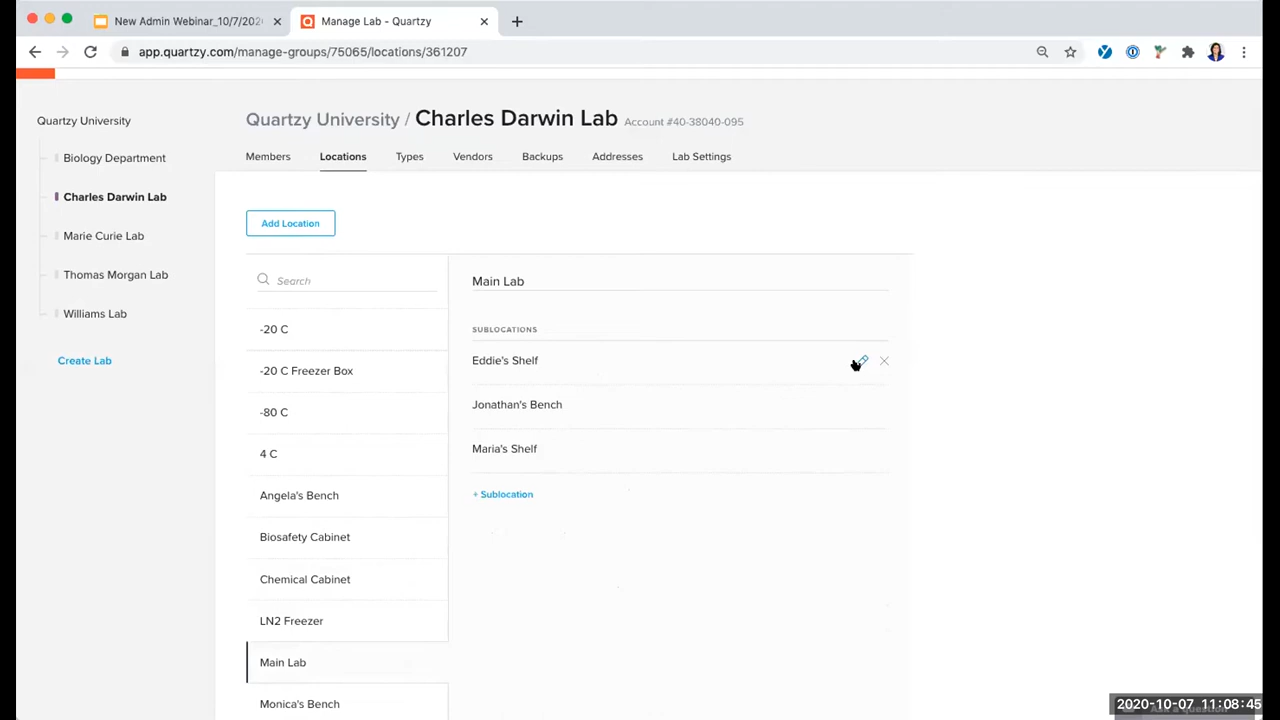 New Admin Webinar_10/7/202
Manage Lab - Quartzy
app.quartzy.com/manage-groups/75065/locations/361207
Quartzy University
Biology Department
Charles Darwin Lab
Marie Curie Lab
Thomas Morgan Lab
Williams Lab
Create Lab
Quartzy University / Charles Darwin Lab Account #40-38040-095
Members Locations Types Vendors Backups Addresses Lab Settings
Add Location
Search
-20 C
-20 C Freezer Box
-80 C
4 C
Angela's Bench
Biosafety Cabinet
Chemical Cabinet
LN2 Freezer
Main Lab
Monica's Bench
Main Lab
SUBLOCATIONS
Eddie's Shelf
Jonathan's Bench
Maria's Shelf
+ Sublocation
2020-10-07 11:08:45